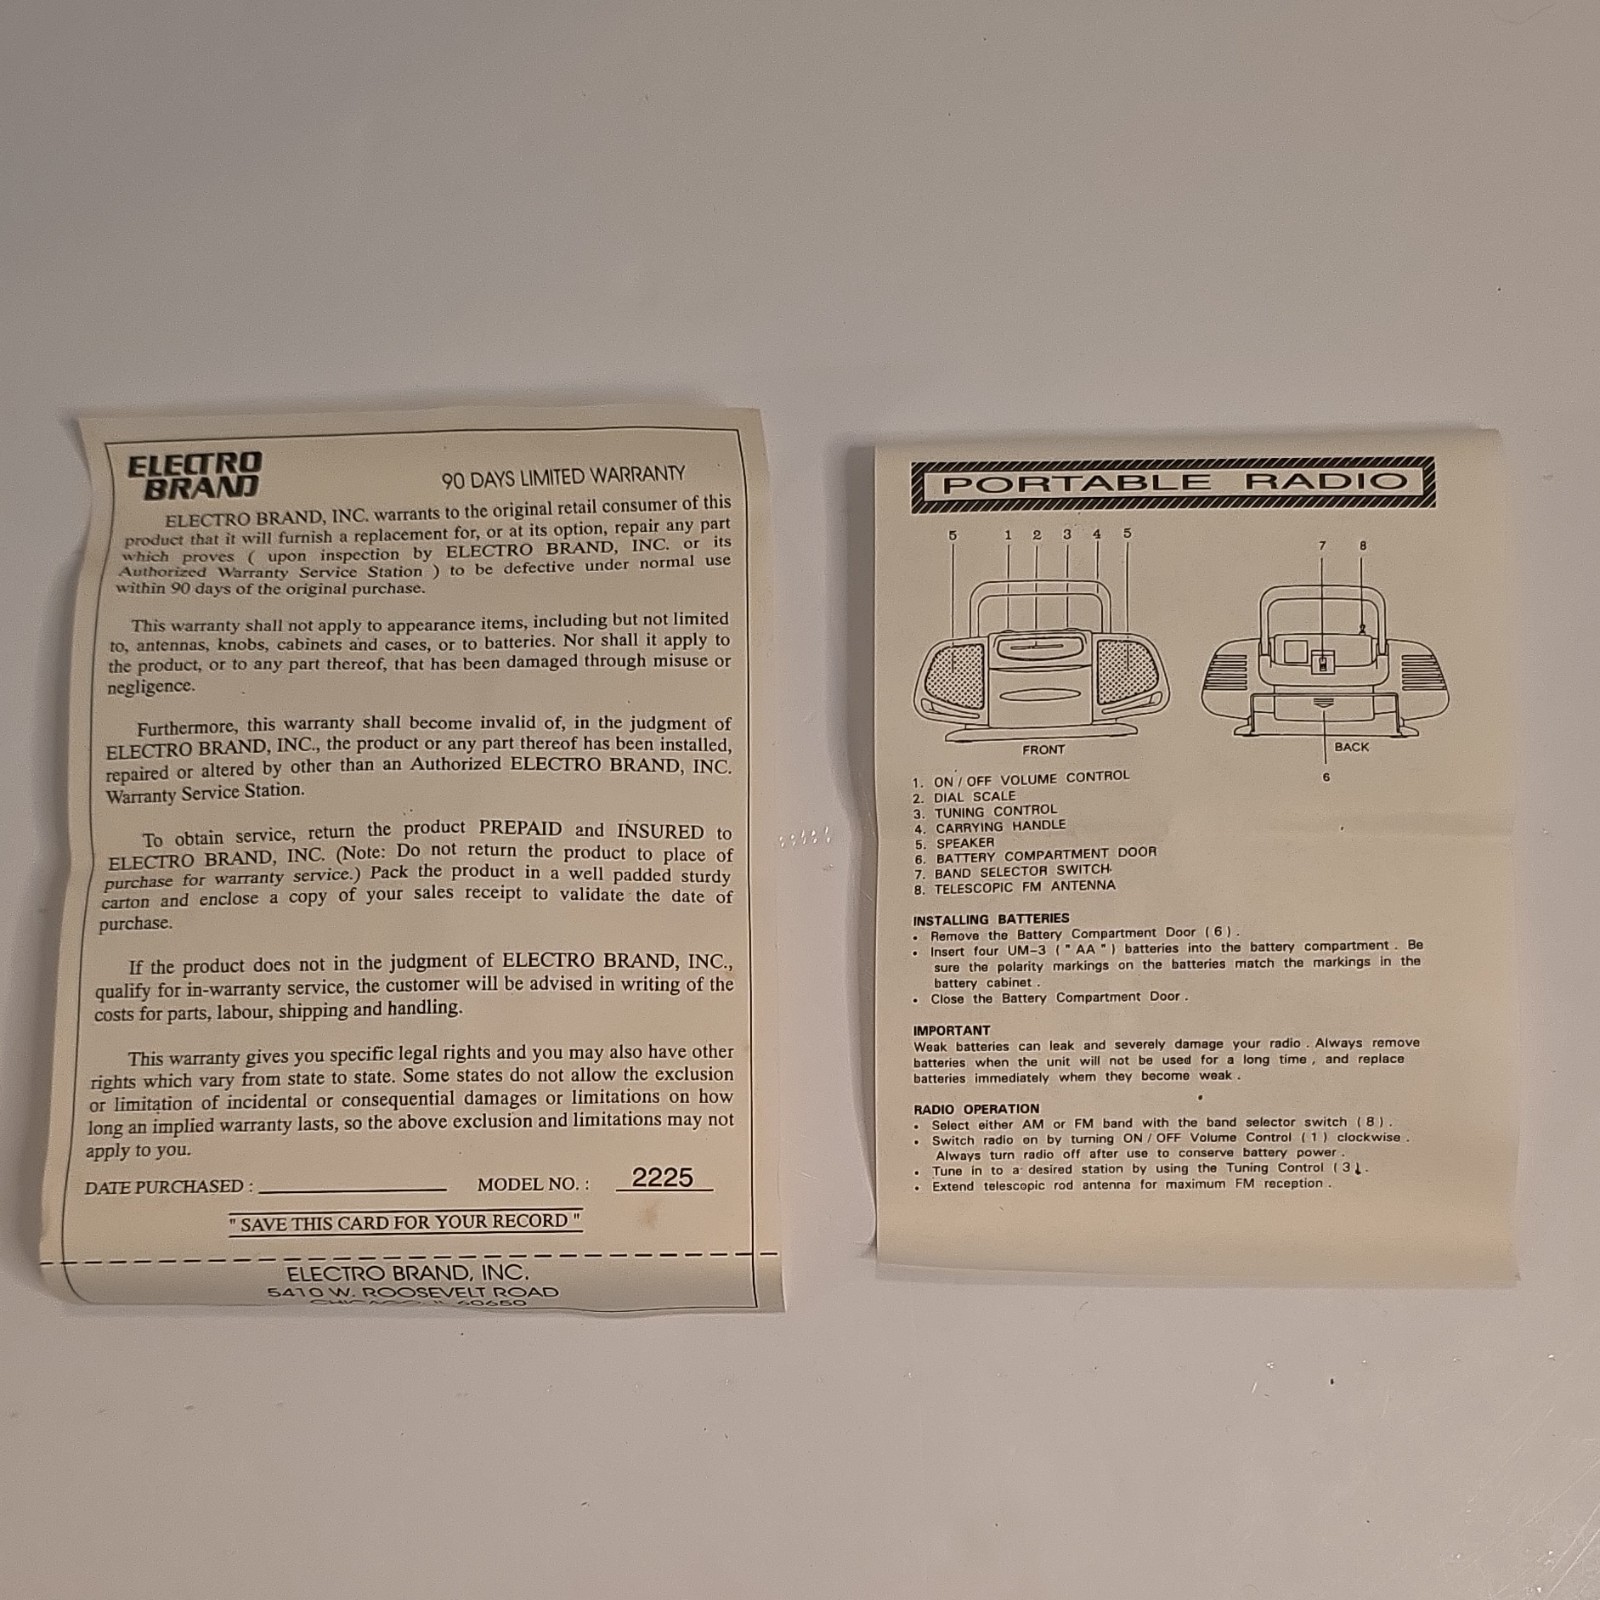 ELECTRO
BRAND
90 DAYS LIMITED WARRANTY
ELECTRO BRAND, INC. warrants to the original retail consumer of this
product that it will furnish a replacement for, or at its option, repair any part
which proves ( upon inspection by ELECTRO BRAND, INC. or its
Authorized Warranty Service Station ) to be defective under normal use
within 90 days of the original purchase.
This warranty shall not apply to appearance items, including but not limited
to, antennas, knobs, cabinets and cases, or to batteries. Nor shall it apply to
the product, or to any part thereof, that has been damaged through misuse or
negligence.
Furthermore, this warranty shall become invalid of, in the judgment of
ELECTRO BRAND, INC., the product or any part thereof has been installed,
repaired or altered by other than an Authorized ELECTRO BRAND, INC.
Warranty Service Station.
To obtain service, return the product PREPAID and INSURED to
ELECTRO BRAND, INC. (Note: Do not return the product to place of
purchase for warranty service.) Pack the product in a well padded sturdy
carton and enclose a copy of your sales receipt to validate the date of
purchase.
If the product does not in the judgment of ELECTRO BRAND, INC.,
qualify for in-warranty service, the customer will be advised in writing of the
costs for parts, labour, shipping and handling.
This warranty gives you specific legal rights and you may also have other
rights which vary from state to state. Some states do not allow the exclusion
or limitation of incidental or consequential damages or limitations on how
long an implied warranty lasts, so the above exclusion and limitations may not
apply to you.
DATE PURCHASED : MODEL NO. : 2225
" SAVE THIS CARD FOR YOUR RECORD "
ELECTRO BRAND, INC.
5410 W. ROOSEVELT ROAD
CHICAGO, IL 60650
PORTABLE RADIO
5 1 2 3 4 5
7 8
FRONT
BACK
6
1. ON / OFF VOLUME CONTROL
2. DIAL SCALE
3. TUNING CONTROL
4. CARRYING HANDLE
5. SPEAKER
6. BATTERY COMPARTMENT DOOR
7. BAND SELECTOR SWITCH
8. TELESCOPIC FM ANTENNA
INSTALLING BATTERIES
• Remove the Battery Compartment Door ( 6 ) .
• Insert four UM-3 ( " AA " ) batteries into the battery compartment . Be
sure the polarity markings on the batteries match the markings in the
battery cabinet .
• Close the Battery Compartment Door .
IMPORTANT
Weak batteries can leak and severely damage your radio . Always remove
batteries when the unit will not be used for a long time , and replace
batteries immediately whem they become weak .
RADIO OPERATION
• Select either AM or FM band with the band selector switch ( 8 ) .
• Switch radio on by turning ON / OFF Volume Control ( 1 ) clockwise .
Always turn radio off after use to conserve battery power .
• Tune in to a desired station by using the Tuning Control ( 3 ) .
• Extend telescopic rod antenna for maximum FM reception .